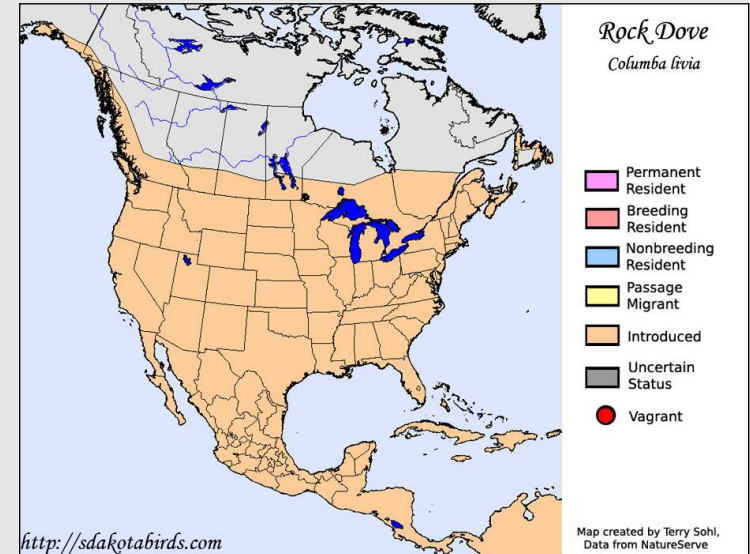 Rock Dove
Columba livia
Permanent
Resident
Breeding
Resident
Nonbreeding
Resident
Passage
Migrant
Introduced
Uncertain
Status
Vagrant
http://sdakotabirds.com
Map created by Terry Sohl,
Data from NatureServe